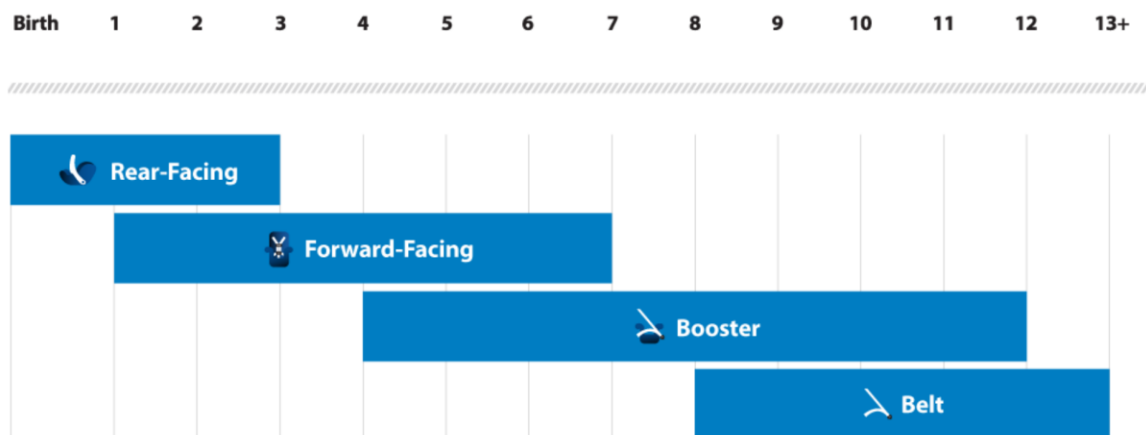 Birth 1 2 3 4 5 6 7 8 9 10 11 12 13+
Rear-Facing
Forward-Facing
Booster
Belt